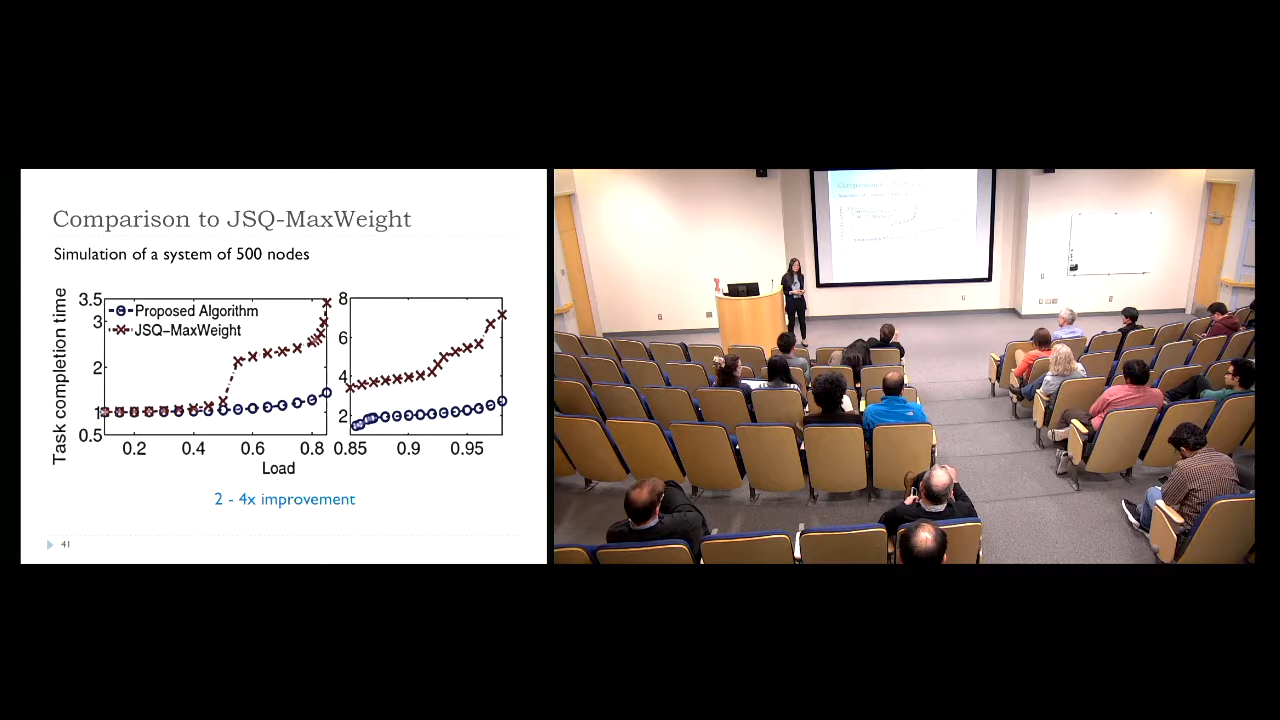 Comparison to JSQ-MaxWeight
Simulation of a system of 500 nodes
Task completion time
3.5
3
2
1
0.5
Proposed Algorithm
JSQ-MaxWeight
0.2
0.4
0.6
0.8
8
6
4
2
0.85
0.9
0.95
Load
2 - 4x improvement
41